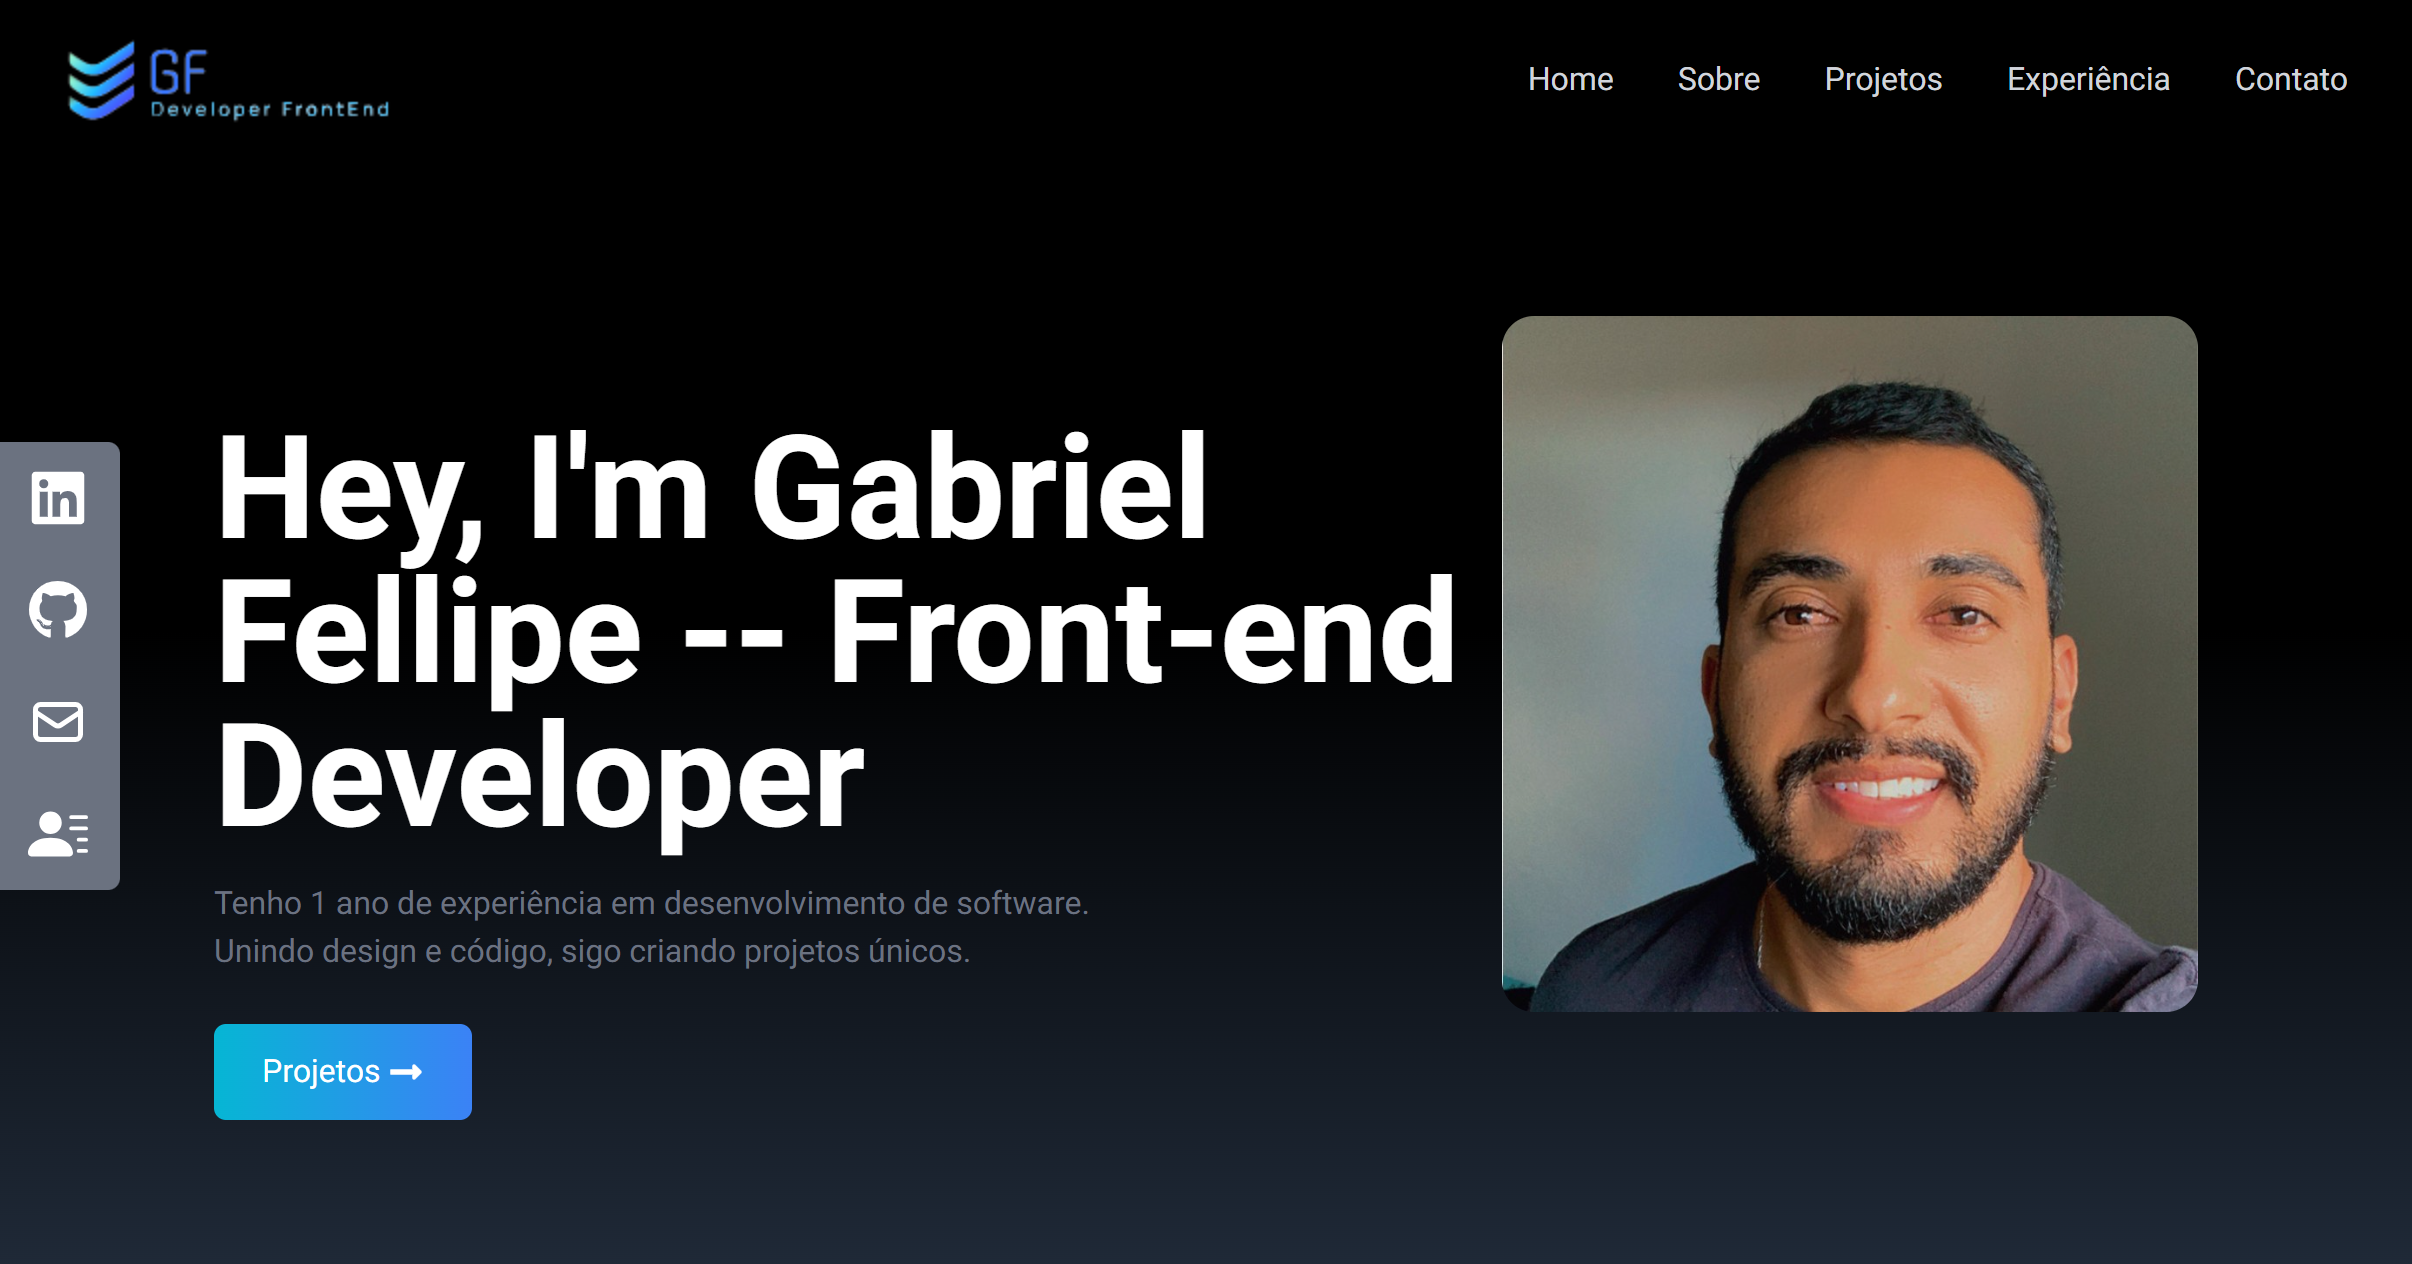 GF
Developer FrontEnd
Home Sobre Projetos Experiência Contato
Hey, I'm Gabriel
Fellipe -- Front-end
Developer
Tenho 1 ano de experiência em desenvolvimento de software.
Unindo design e código, sigo criando projetos únicos.
Projetos
in